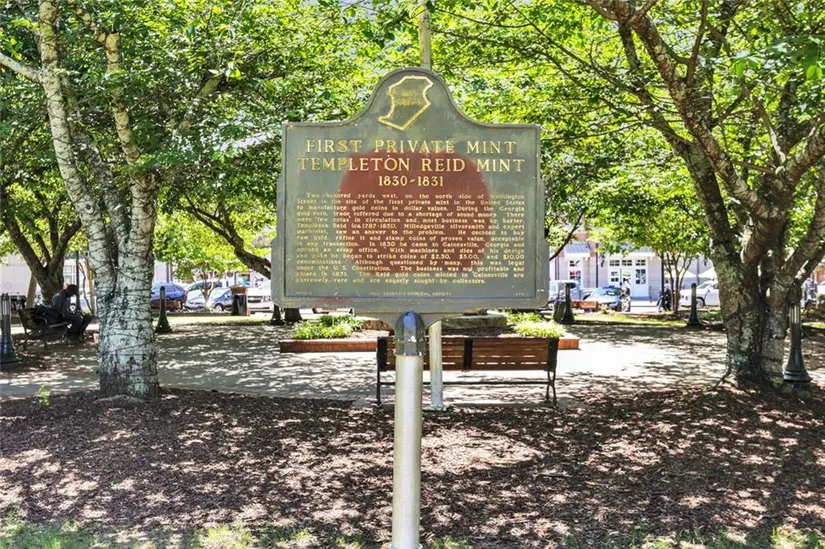 FIRST PRIVATE MINT
TEMPLETON REID MINT
1830-1831
Two hundred yards west, on the north side of Washington
Street is the site of the first private mint in the United States
to manufacture gold coins in dollar values. During the Georgia
gold rush, trade suffered due to a shortage of sound money. There
were few coins in circulation and most business was by barter.
Templeton Reid (ca.1787-1851), Milledgeville silversmith and expert
machinist, saw an answer to the problem. He decided to buy
raw gold, refine it and stamp coins of proven value, acceptable
in any transaction. In 1830 he came to Gainesville, Georgia and
opened an assay office. With machines and dies of his design
and make he began to strike coins of $2.50, $5.00, and $10.00
denominations. Although questioned by many, this was legal
under the U. S. Constitution. The business was not profitable and
closed in 1831. The Reid gold coins minted in Gainesville are
extremely rare and are eagerly sought by collectors.